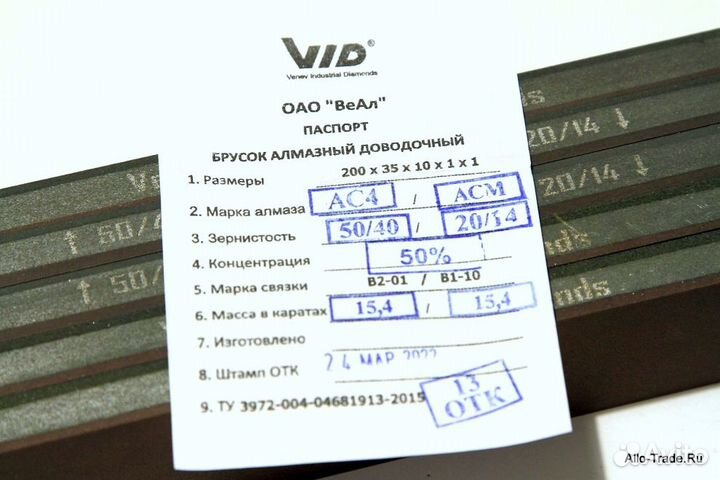 VID®
Venev Industrial Diamonds
ОАО "ВеАл"
ПАСПОРТ
БРУСОК АЛМАЗНЫЙ ДОВОДОЧНЫЙ
1. Размеры 200 x 35 x 10 x 1 x 1
2. Марка алмаза АС4 / АСМ
3. Зернистость 50/40 / 20/14
4. Концентрация 50%
5. Марка связки В2-01 / В1-10
6. Масса в каратах 15,4 / 15,4
7. Изготовлено
24 МАР 2022
8. Штамп ОТК
13
ОТК
9. ТУ 3972-004-04681913-2015
20/14 ↓
20/14 ↓
↑ 50/
Avito
Allo-Trade.Ru